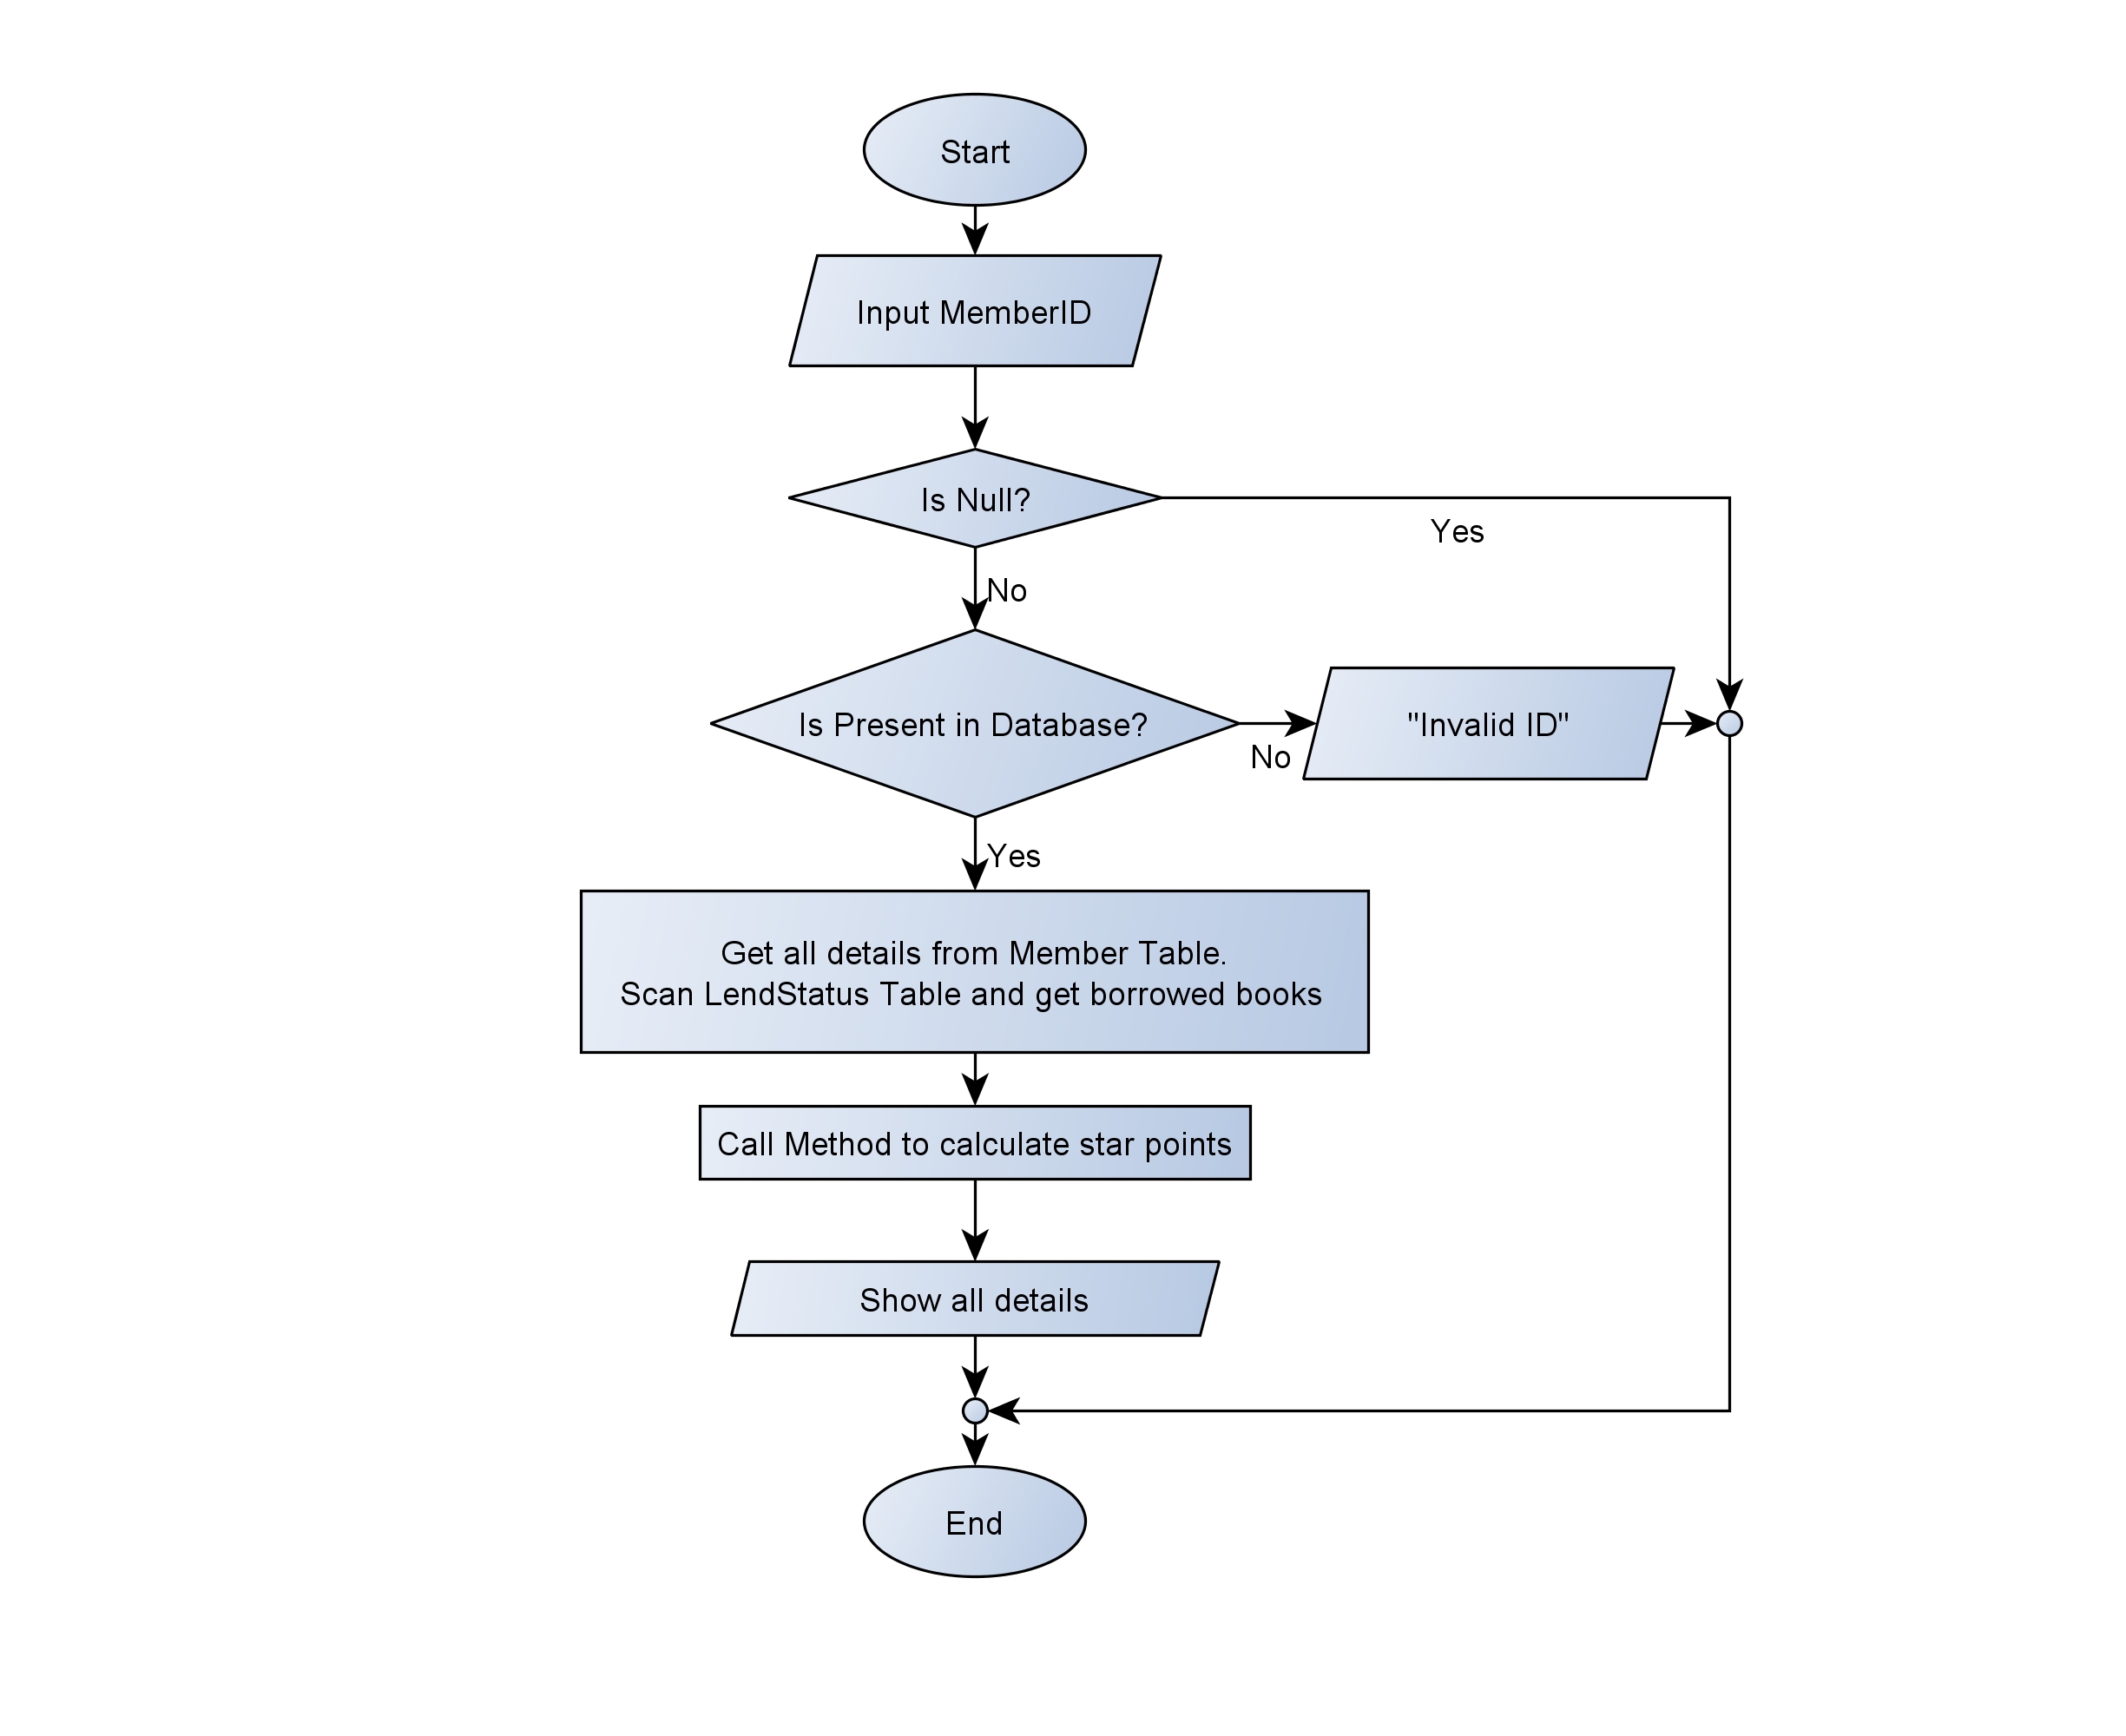 Start
Input MemberID
Is Null?
Yes
No
Is Present in Database?
No
"Invalid ID"
Yes
Get all details from Member Table.
Scan LendStatus Table and get borrowed books
Call Method to calculate star points
Show all details
End